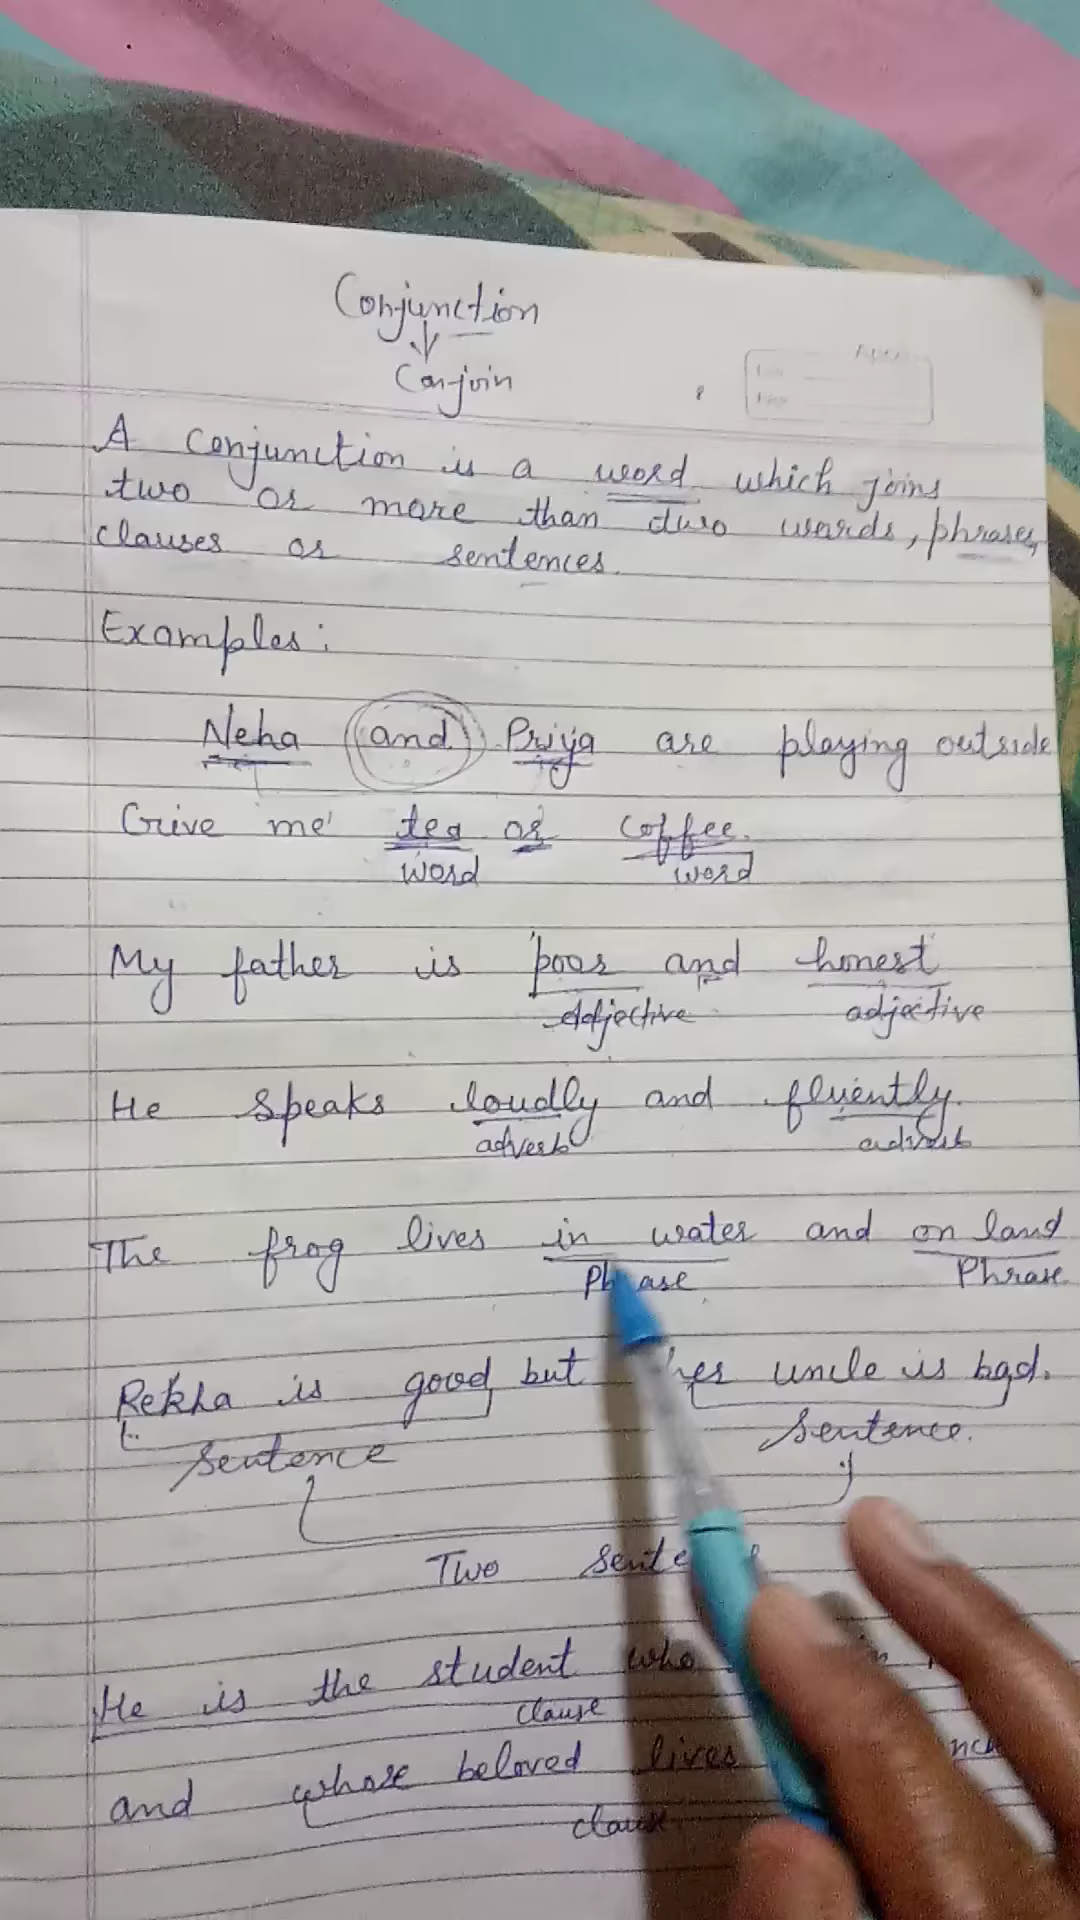 Conjunction
Conjoin
A conjunction is a word which joins
two or more than two words, phrases,
clauses or sentences.
Examples:
Neha and Priya are playing outside
Give me tea or coffee.
word word
My father is poor and honest
adjective adjective
He speaks loudly and fluently.
adverb adverb
The frog lives in water and on land
Phrase Phrase
Rekha is good but her uncle is bad.
sentence sentence.
Two
He is the student who
clause
and whose beloved lives
clause